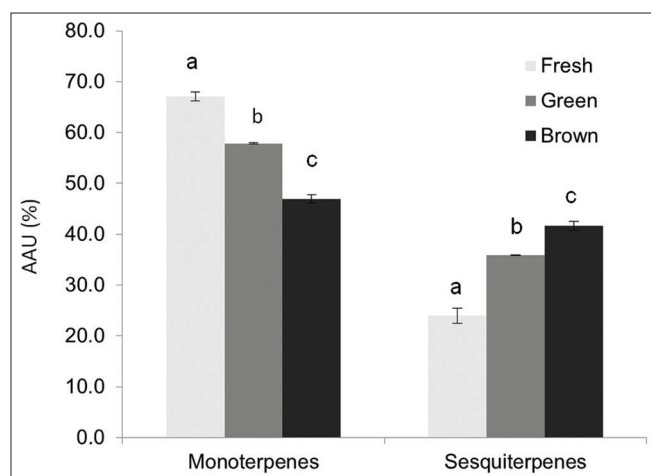 80.0
70.0
60.0
50.0
40.0
30.0
20.0
10.0
0.0
AAU (%)
a
b
c
a
b
c
Fresh
Green
Brown
Monoterpenes
Sesquiterpenes